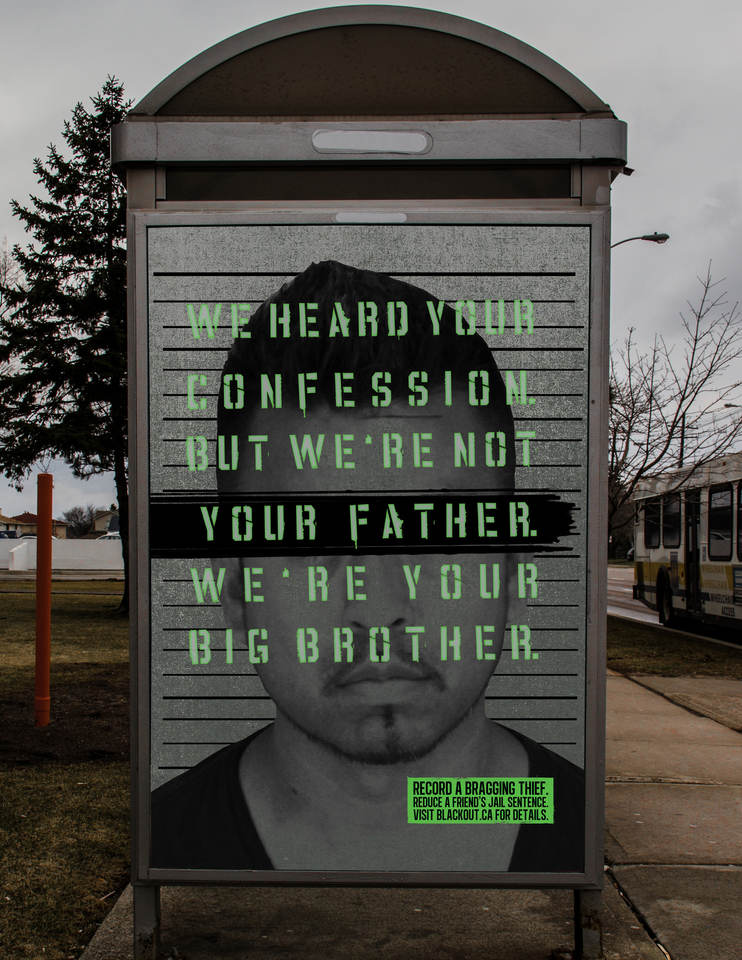 WE HEARD YOUR
CONFESSION.
BUT WE'RE NOT
YOUR FATHER.
WE'RE YOUR
BIG BROTHER.
RECORD A BRAGGING THIEF.
REDUCE A FRIEND'S JAIL SENTENCE.
VISIT BLACKOUT.CA FOR DETAILS.